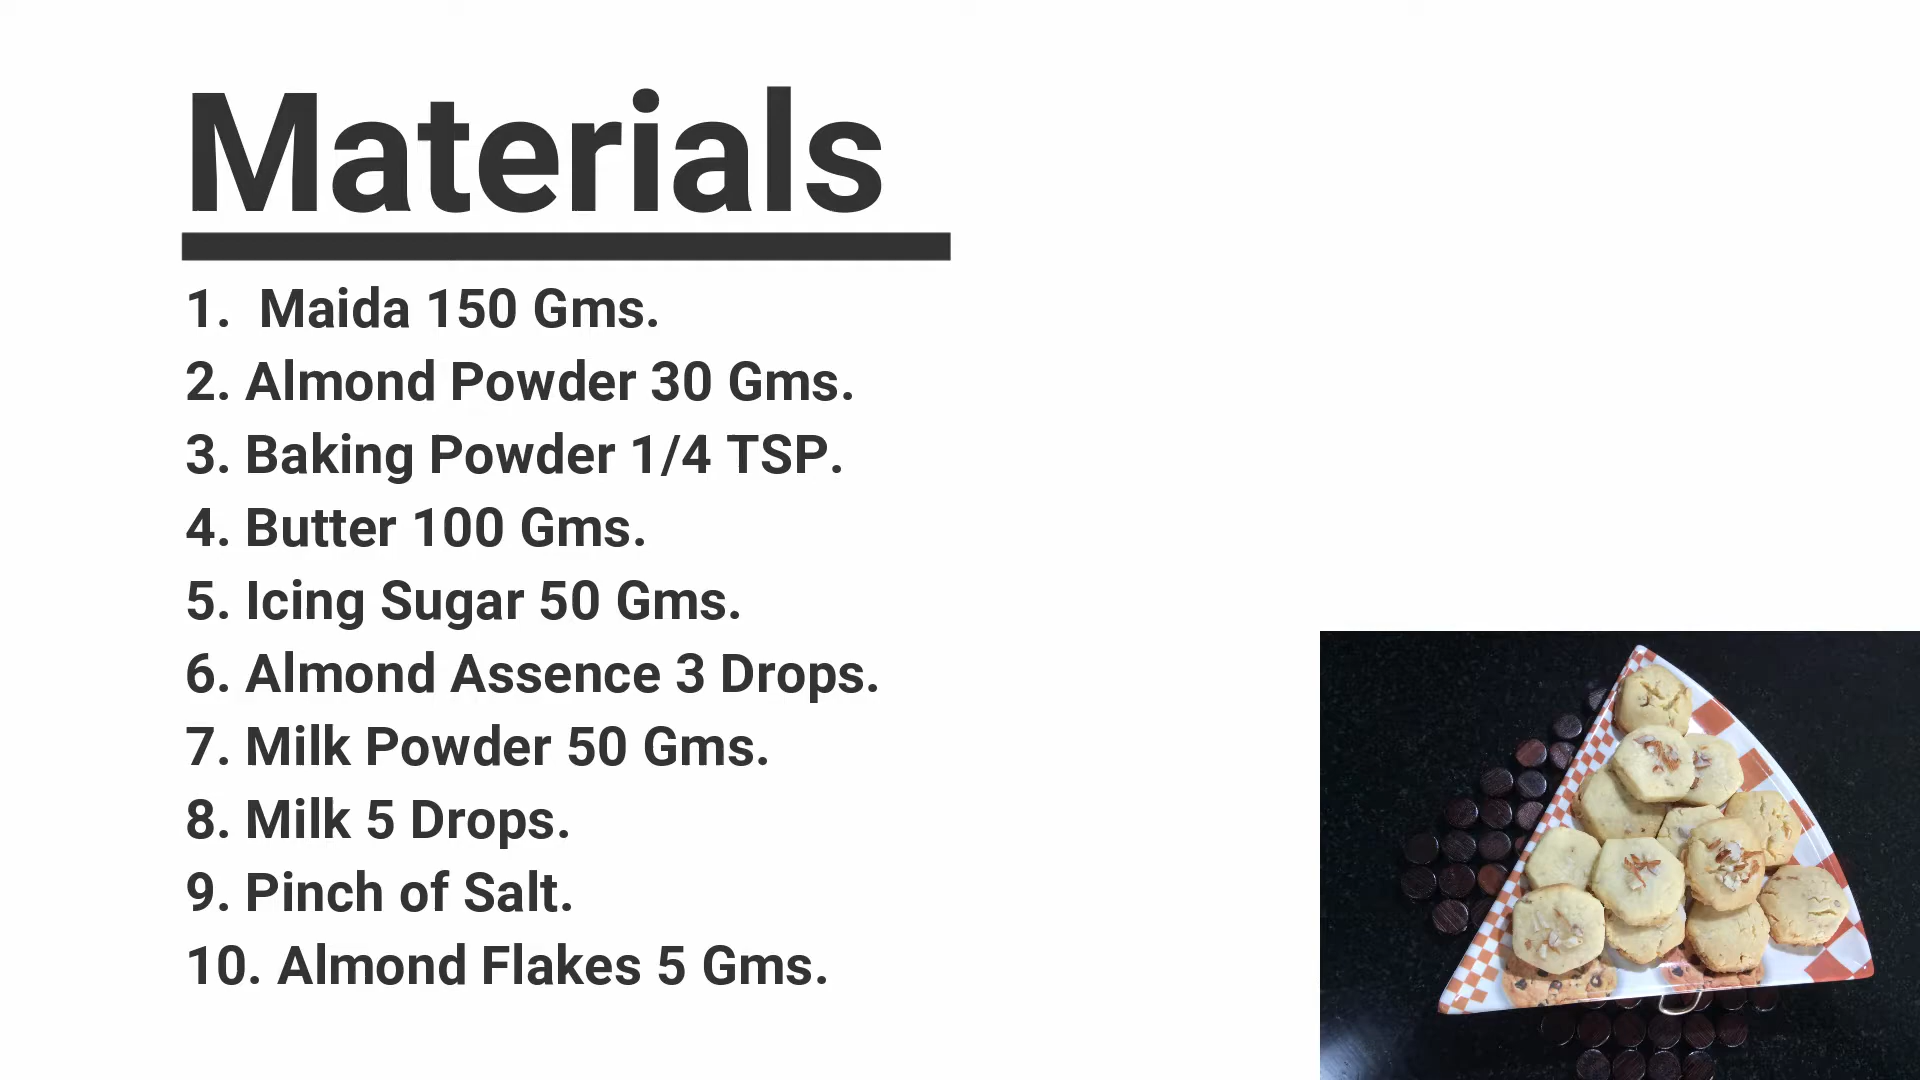 Materials
1. Maida 150 Gms.
2. Almond Powder 30 Gms.
3. Baking Powder 1/4 TSP.
4. Butter 100 Gms.
5. Icing Sugar 50 Gms.
6. Almond Assence 3 Drops.
7. Milk Powder 50 Gms.
8. Milk 5 Drops.
9. Pinch of Salt.
10. Almond Flakes 5 Gms.